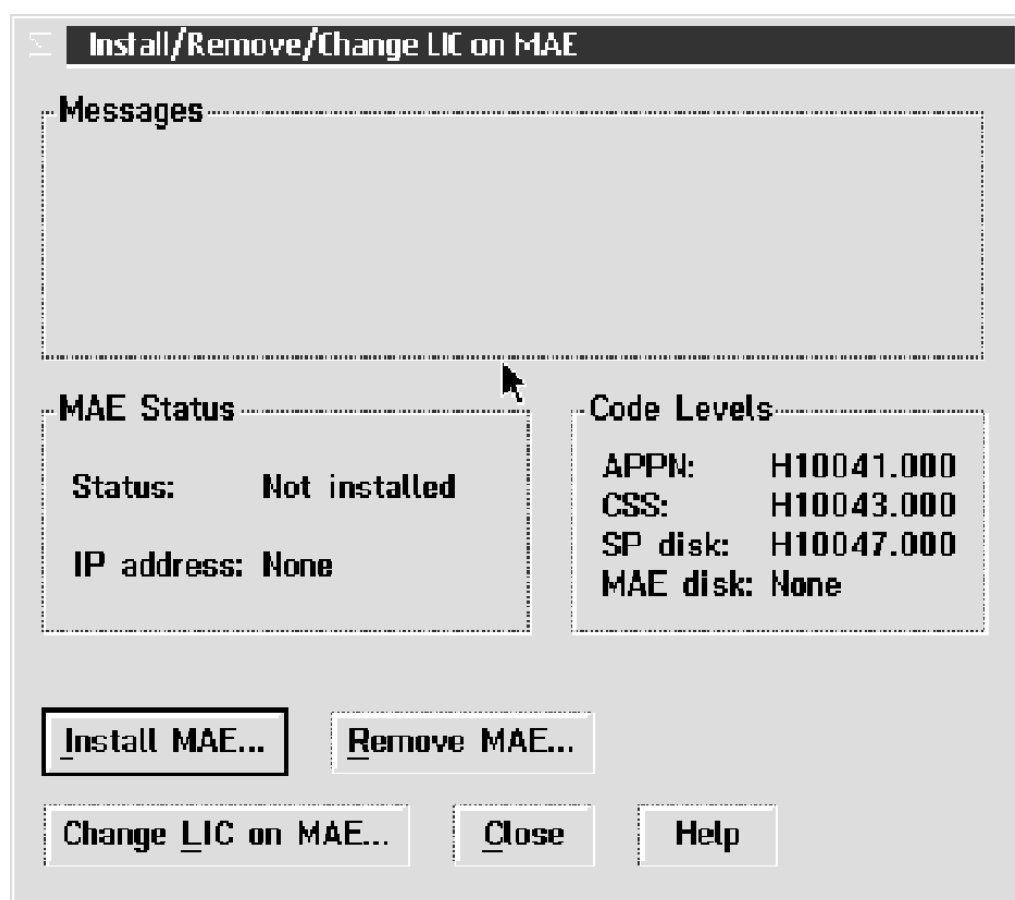 Install/Remove/Change LIC on MAE
Messages
MAE Status
Status: Not installed
IP address: None
Code Levels
APPN: H10041.000
CSS: H10043.000
SP disk: H10047.000
MAE disk: None
Install MAE...
Remove MAE...
Change LIC on MAE...
Close
Help